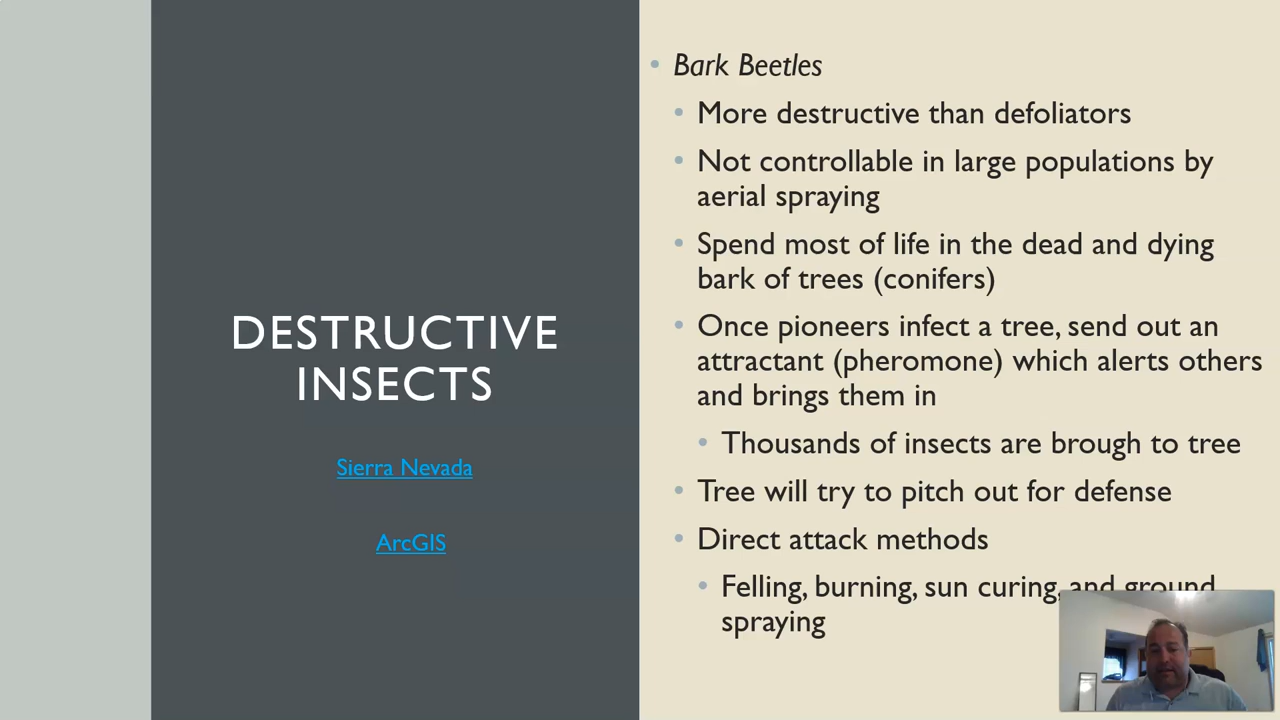 DESTRUCTIVE
INSECTS
Sierra Nevada
ArcGIS
• Bark Beetles
• More destructive than defoliators
• Not controllable in large populations by
aerial spraying
• Spend most of life in the dead and dying
bark of trees (conifers)
• Once pioneers infect a tree, send out an
attractant (pheromone) which alerts others
and brings them in
• Thousands of insects are brough to tree
• Tree will try to pitch out for defense
• Direct attack methods
• Felling, burning, sun curing, and ground
spraying